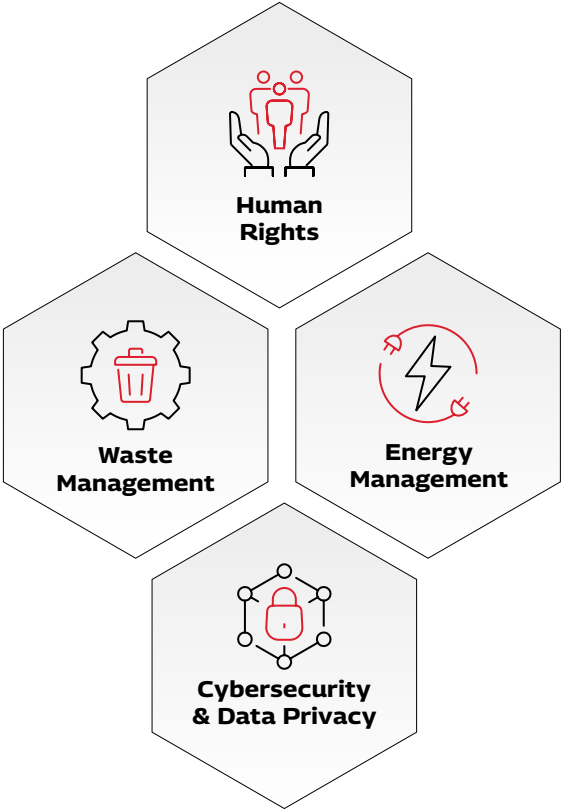 Human
Rights
Waste
Management
Energy
Management
Cybersecurity
& Data Privacy